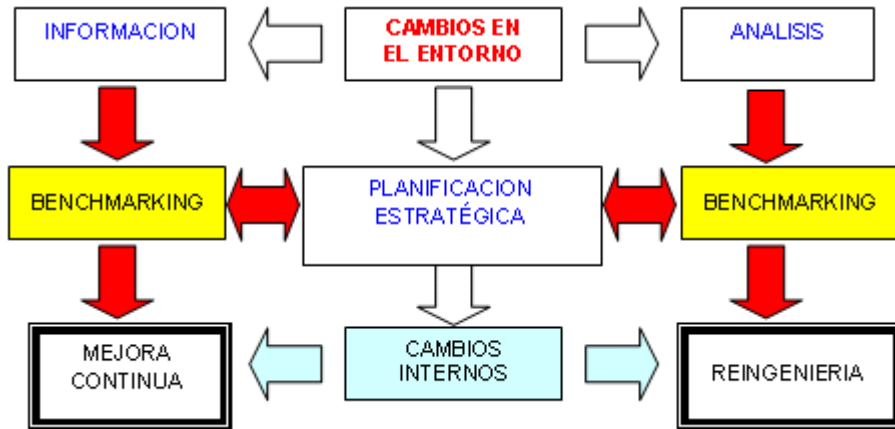 INFORMACION
CAMBIOS EN
EL ENTORNO
ANALISIS
BENCHMARKING
PLANIFICACION
ESTRATÉGICA
BENCHMARKING
MEJORA
CONTINUA
CAMBIOS
INTERNOS
REINGENIERIA